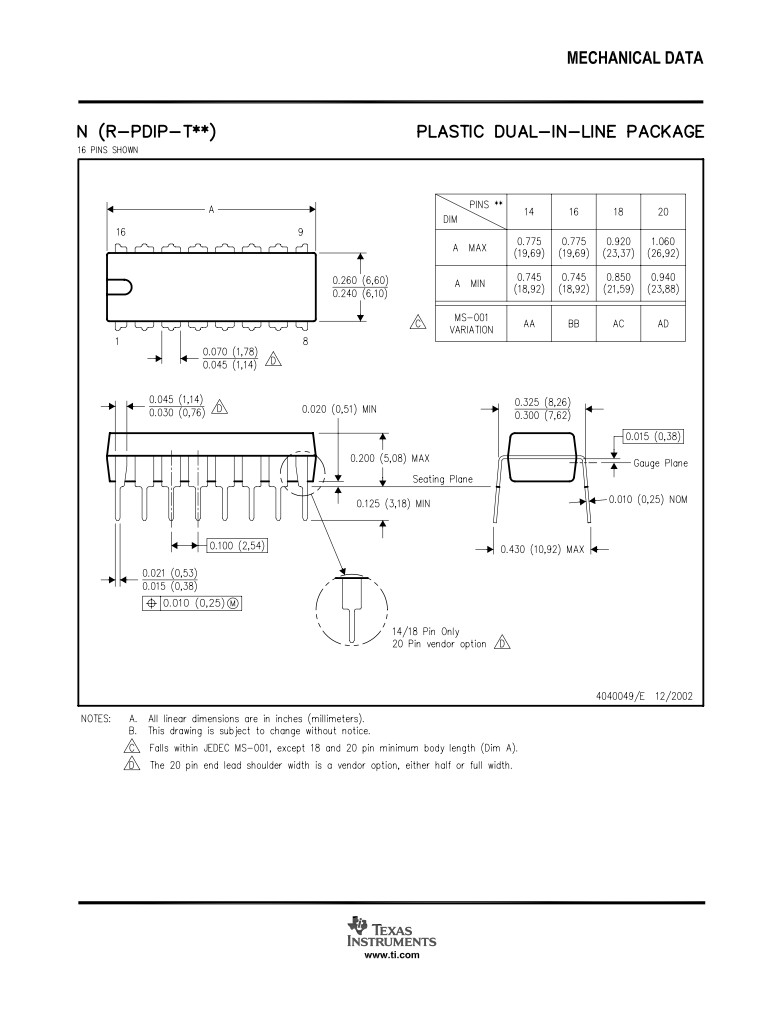 MECHANICAL DATA
N (R-PDIP-T**)
PLASTIC DUAL-IN-LINE PACKAGE
16 PINS SHOWN
A
16
9
1
8
0.260 (6,60)
0.240 (6,10)
0.070 (1,78)
0.045 (1,14)
D
PINS **
DIM
14 16 18 20
A MAX
0.775 0.775 0.920 1.060
(19,69) (19,69) (23,37) (26,92)
A MIN
0.745 0.745 0.850 0.940
(18,92) (18,92) (21,59) (23,88)
C
MS-001
VARIATION
AA BB AC AD
0.045 (1,14)
0.030 (0,76)
D
0.020 (0,51) MIN
0.200 (5,08) MAX
Seating Plane
0.125 (3,18) MIN
0.100 (2,54)
0.021 (0,53)
0.015 (0,38)
⌖ 0.010 (0,25) Ⓜ
0.325 (8,26)
0.300 (7,62)
0.015 (0,38)
Gauge Plane
0.010 (0,25) NOM
0.430 (10,92) MAX
14/18 Pin Only
20 Pin vendor option D
4040049/E 12/2002
NOTES: A. All linear dimensions are in inches (millimeters).
B. This drawing is subject to change without notice.
C Falls within JEDEC MS-001, except 18 and 20 pin minimum body length (Dim A).
D The 20 pin end lead shoulder width is a vendor option, either half or full width.
TEXAS
INSTRUMENTS
www.ti.com